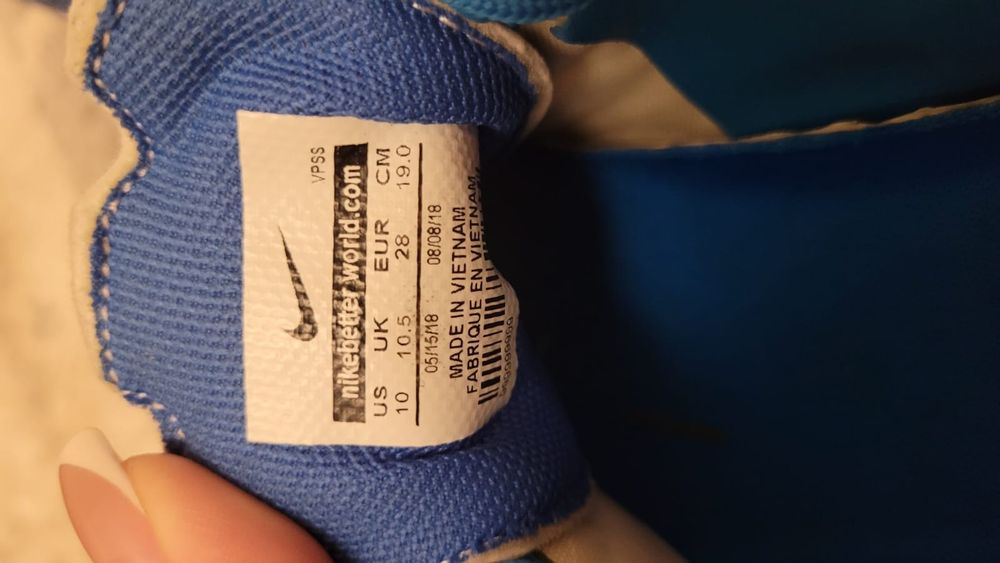 VPSS
nikebetterworld.com
US UK EUR CM
10 10.5 28 19.0
05/15/18 08/08/18
MADE IN VIETNAM
FABRIQUE EN VIETNAM